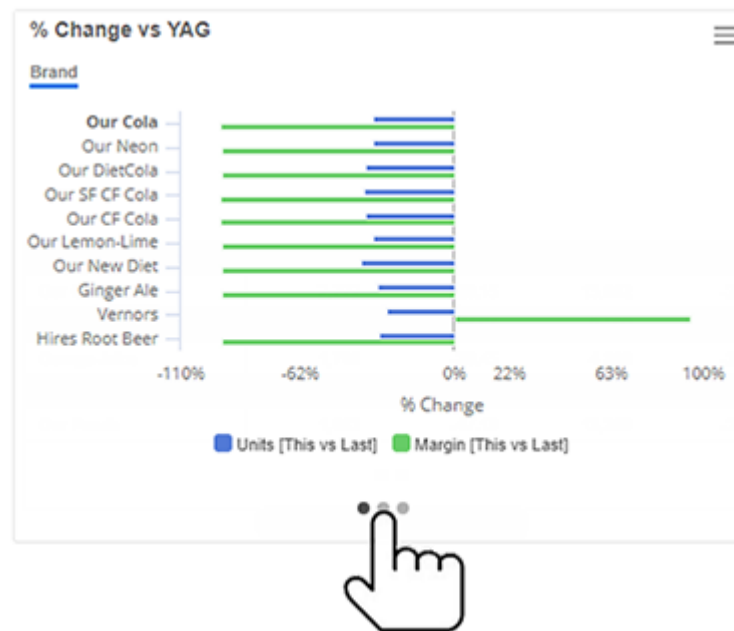 % Change vs YAG
Brand
Our Cola
Our Neon
Our DietCola
Our SF CF Cola
Our CF Cola
Our Lemon-Lime
Our New Diet
Ginger Ale
Vernors
Hires Root Beer
-110% -62% 0% 22% 63% 100%
% Change
Units [This vs Last] Margin [This vs Last]